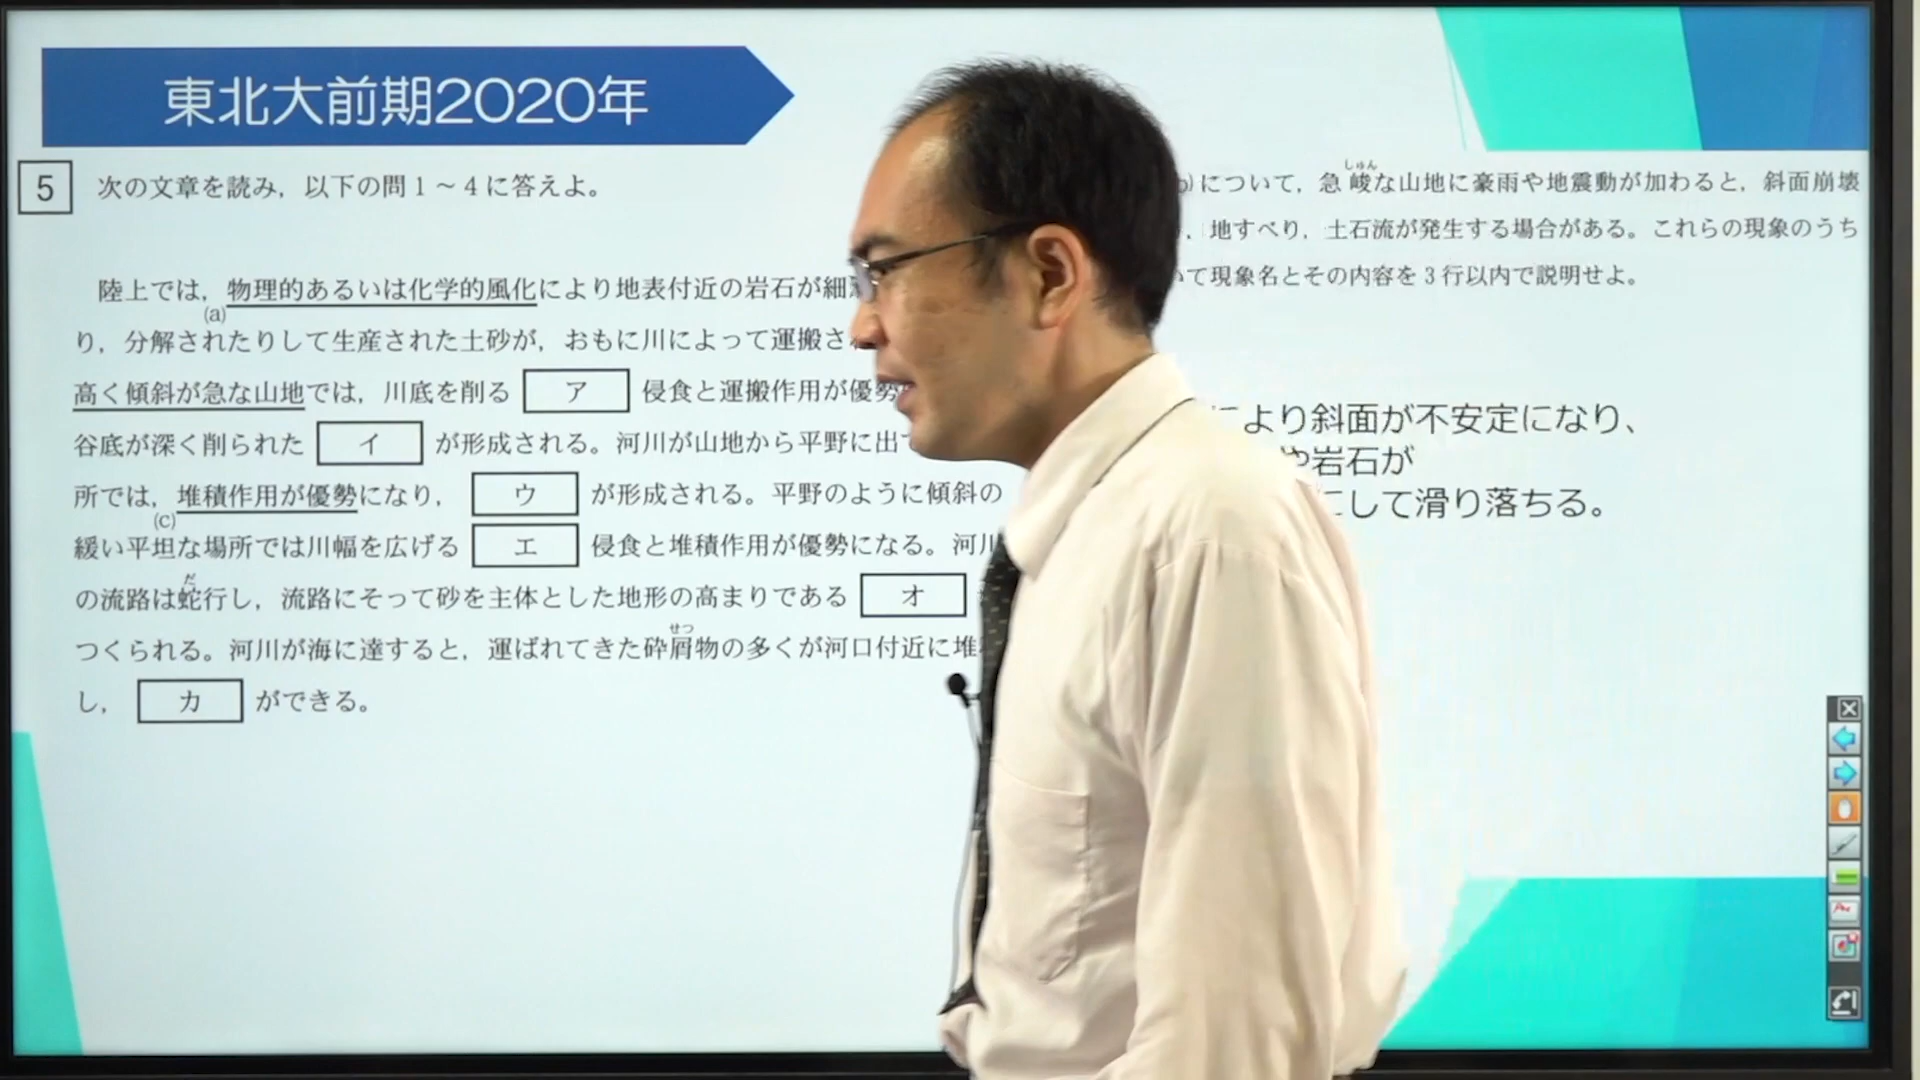 東北大前期2020年
5 次の文章を読み，以下の問1～4に答えよ。
陸上では，物理的あるいは化学的風化により地表付近の岩石が細
(a)
り，分解されたりして生産された土砂が，おもに川によって運搬さ
高く傾斜が急な山地では，川底を削る ア 侵食と運搬作用が優勢
谷底が深く削られた イ が形成される。河川が山地から平野に出
所では，堆積作用が優勢になり， ウ が形成される。平野のように傾斜の
(c)
緩い平坦な場所では川幅を広げる エ 侵食と堆積作用が優勢になる。河川
だ
の流路は蛇行し，流路にそって砂を主体とした地形の高まりである オ
せつ
つくられる。河川が海に達すると，運ばれてきた砕屑物の多くが河口付近に堆
し， カ ができる。
しゅん
b)について，急峻な山地に豪雨や地震動が加わると，斜面崩壊
，地すべり，土石流が発生する場合がある。これらの現象のうち
いて現象名とその内容を3行以内で説明せよ。
により斜面が不安定になり、
や岩石が
にして滑り落ちる。